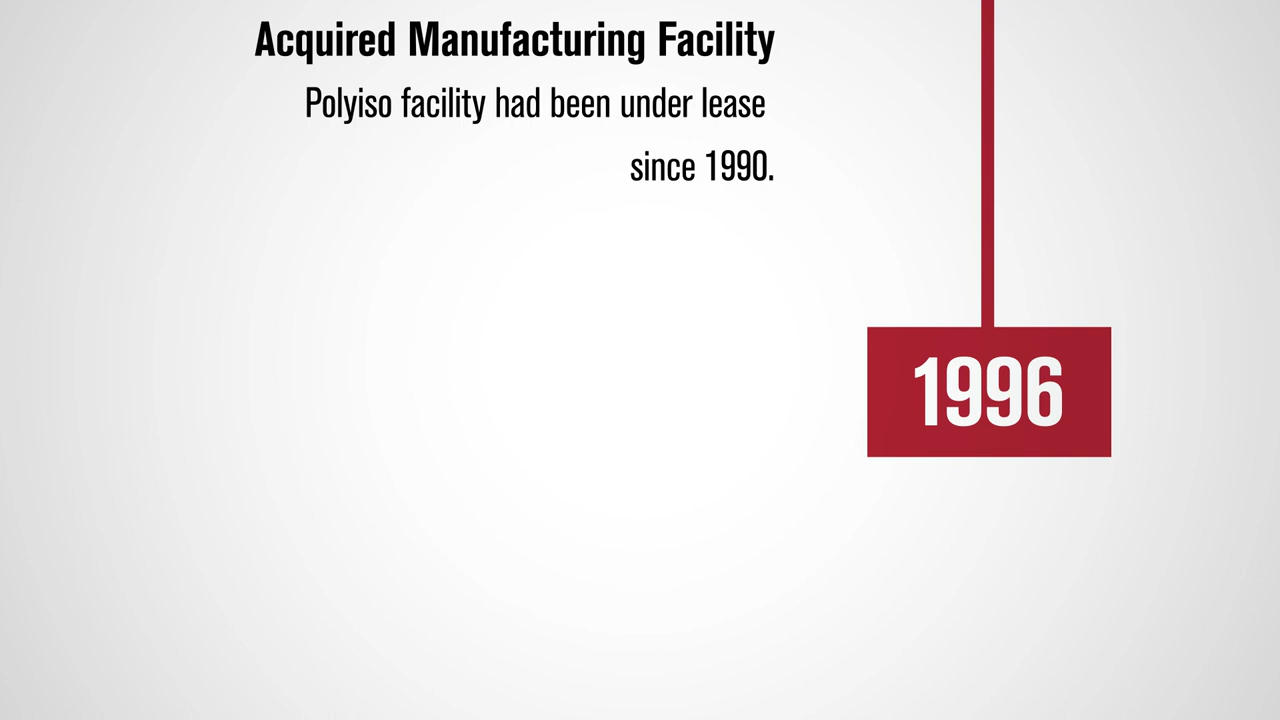 Acquired Manufacturing Facility
Polyiso facility had been under lease
since 1990.
1996